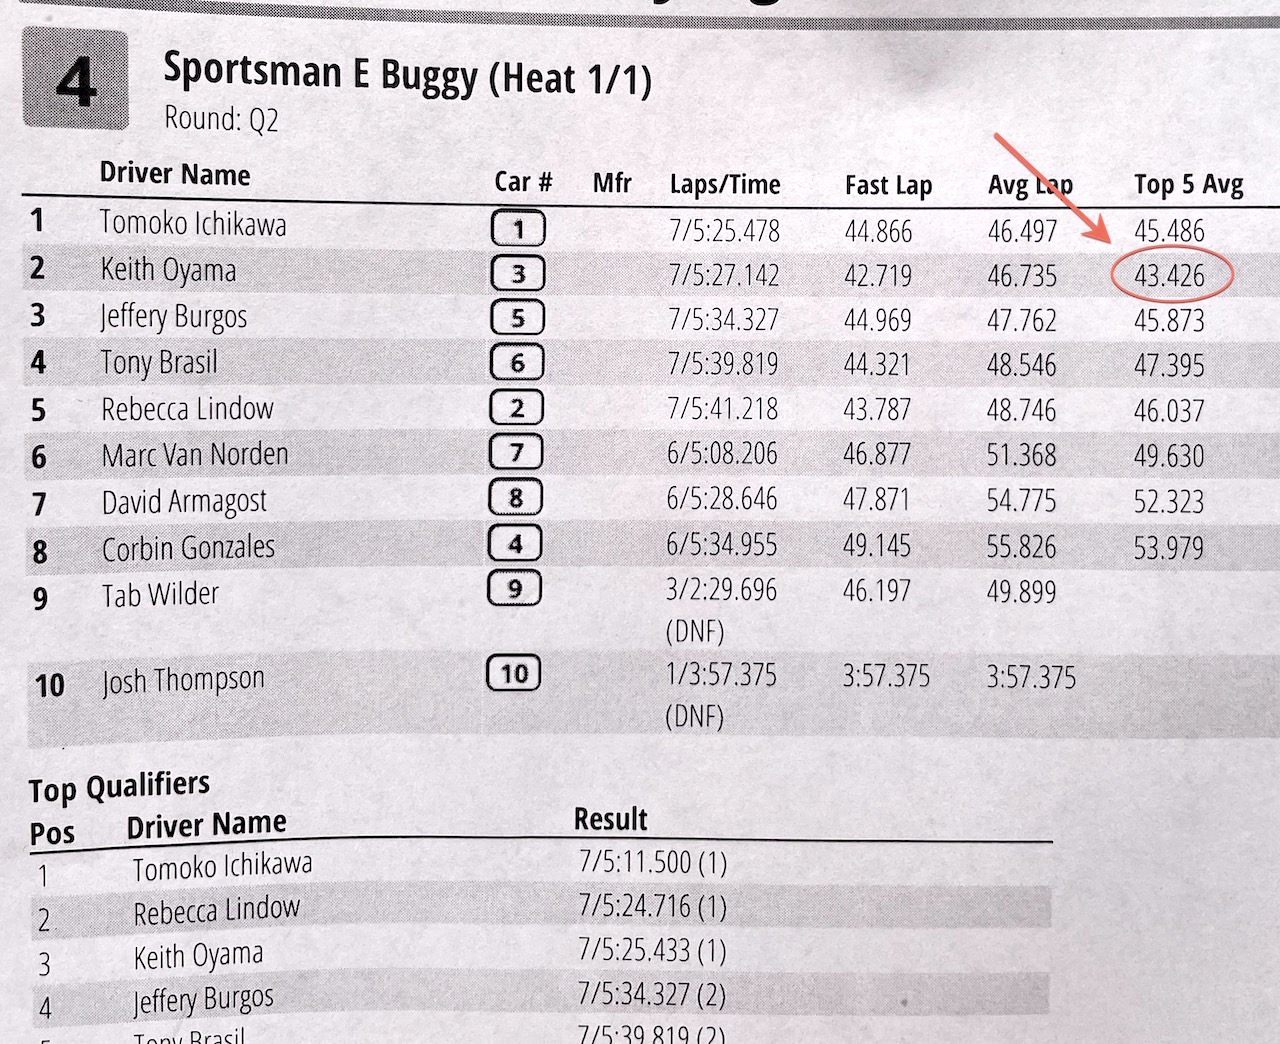 4
Sportsman E Buggy (Heat 1/1)
Round: Q2
Driver Name Car # Mfr Laps/Time Fast Lap Avg Lap Top 5 Avg
1 Tomoko Ichikawa 1 7/5:25.478 44.866 46.497 45.486
2 Keith Oyama 3 7/5:27.142 42.719 46.735 43.426
3 Jeffery Burgos 5 7/5:34.327 44.969 47.762 45.873
4 Tony Brasil 6 7/5:39.819 44.321 48.546 47.395
5 Rebecca Lindow 2 7/5:41.218 43.787 48.746 46.037
6 Marc Van Norden 7 6/5:08.206 46.877 51.368 49.630
7 David Armagost 8 6/5:28.646 47.871 54.775 52.323
8 Corbin Gonzales 4 6/5:34.955 49.145 55.826 53.979
9 Tab Wilder 9 3/2:29.696 46.197 49.899
(DNF)
10 Josh Thompson 10 1/3:57.375 3:57.375 3:57.375
(DNF)
Top Qualifiers
Pos Driver Name Result
1 Tomoko Ichikawa 7/5:11.500 (1)
2 Rebecca Lindow 7/5:24.716 (1)
3 Keith Oyama 7/5:25.433 (1)
4 Jeffery Burgos 7/5:34.327 (2)
5 Tony Brasil 7/5:39.819 (2)